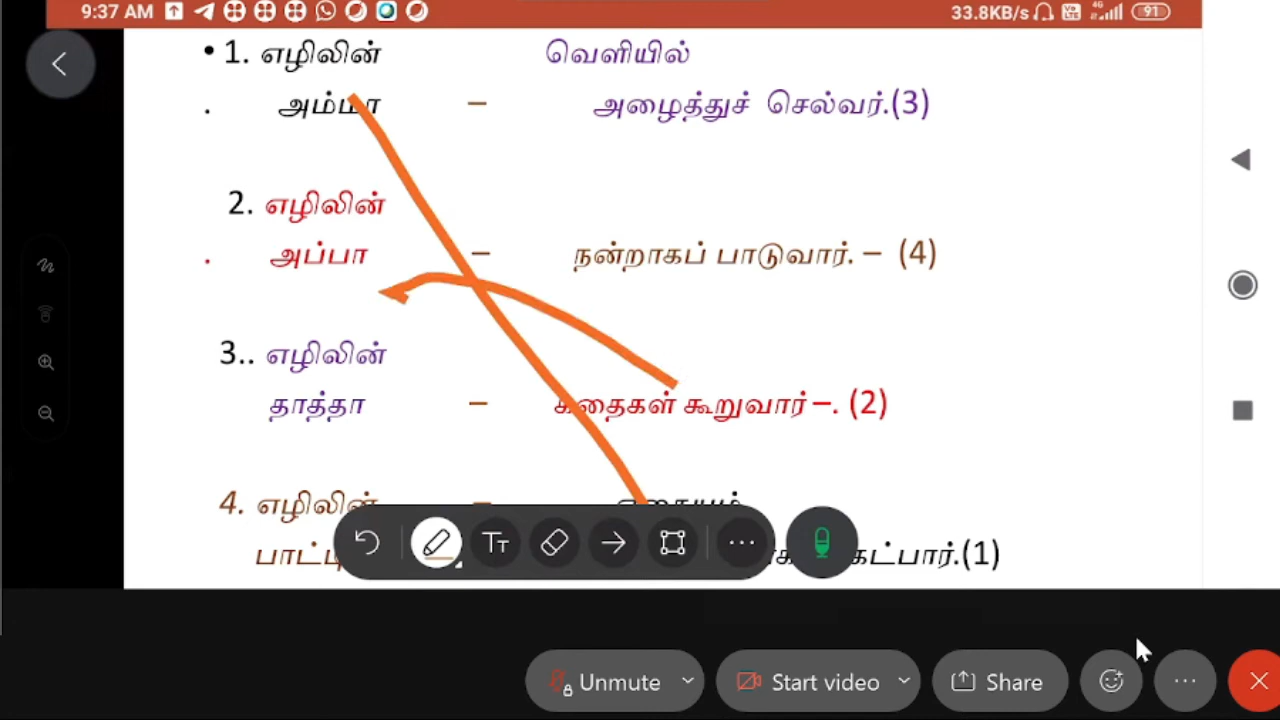 9:37 AM 33.8KB/s 4G 91
• 1. எழிலின் வெளியில்
. அம்மா – அழைத்துச் செல்வர்.(3)
2. எழிலின்
. அப்பா – நன்றாகப் பாடுவார். – (4)
3.. எழிலின்
தாத்தா – கதைகள் கூறுவார் –. (2)
4. எழிலின் –
(1)
Unmute Start video Share